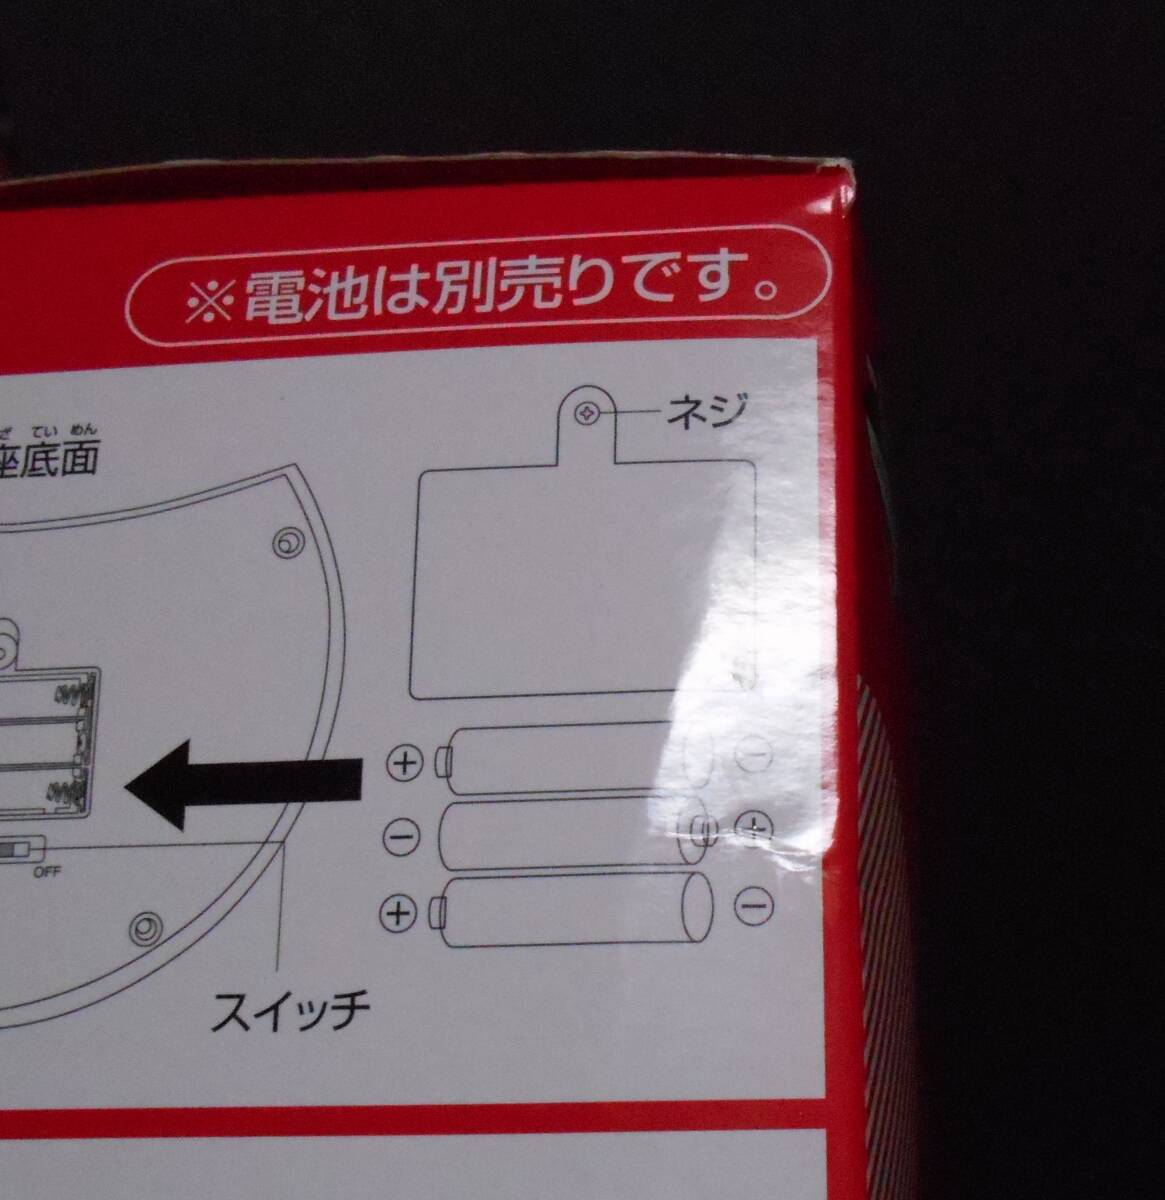 ※電池は別売りです。
ネジ
ざ てい めん
座底面
⊕ ⊖
⊖ ⊕
⊕ ⊖
OFF
スイッチ